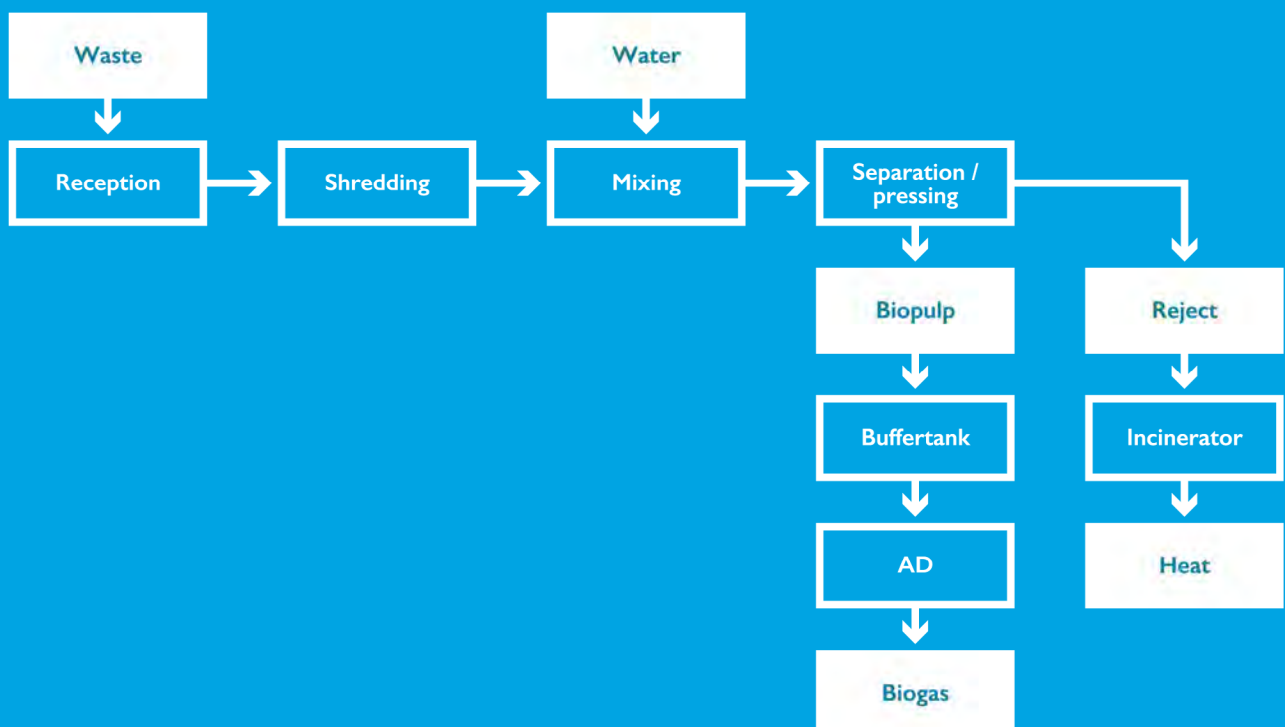 Waste
Water
Reception
Shredding
Mixing
Separation /
pressing
Biopulp
Reject
Buffertank
Incinerator
AD
Heat
Biogas